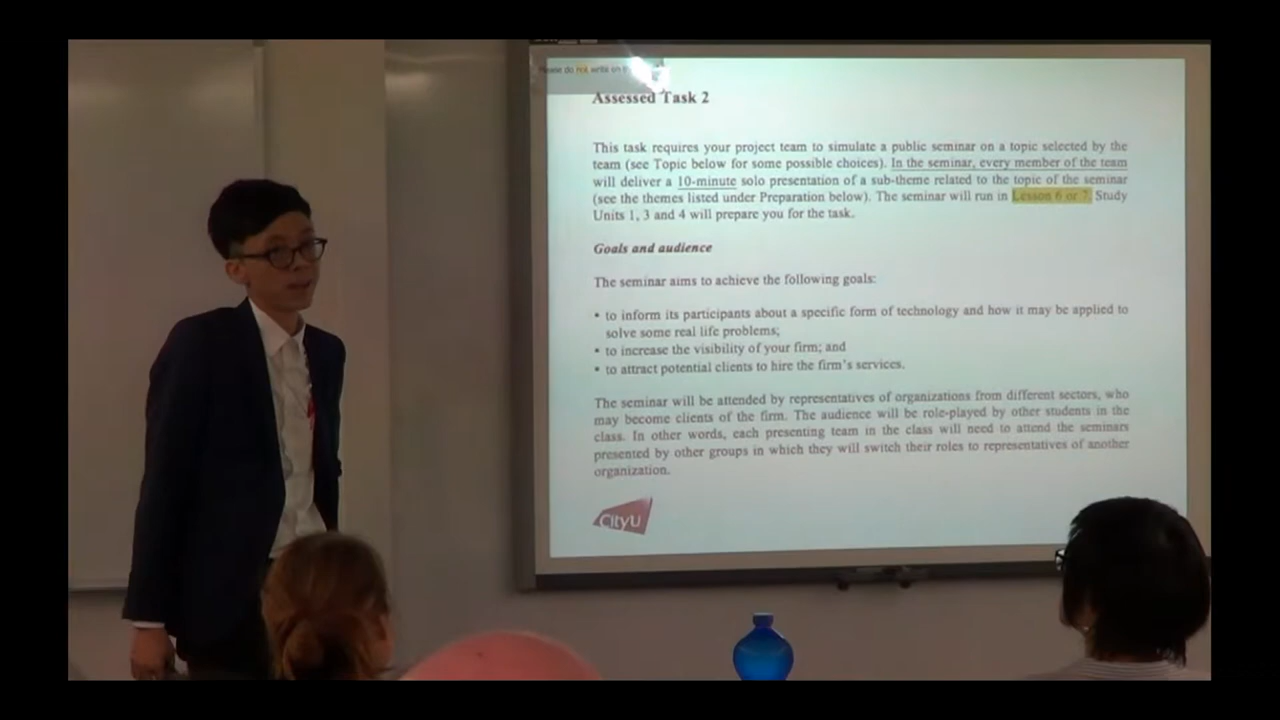 Please do not write on
Assessed Task 2
This task requires your project team to simulate a public seminar on a topic selected by the
team (see Topic below for some possible choices). In the seminar, every member of the team
will deliver a 10-minute solo presentation of a sub-theme related to the topic of the seminar
(see the themes listed under Preparation below). The seminar will run in Lesson 6 or 7. Study
Units 1, 3 and 4 will prepare you for the task.
Goals and audience
The seminar aims to achieve the following goals:
• to inform its participants about a specific form of technology and how it may be applied to
solve some real life problems;
• to increase the visibility of your firm; and
• to attract potential clients to hire the firm's services.
The seminar will be attended by representatives of organizations from different sectors, who
may become clients of the firm. The audience will be role-played by other students in the
class. In other words, each presenting team in the class will need to attend the seminars
presented by other groups in which they will switch their roles to representatives of another
organization.
CityU